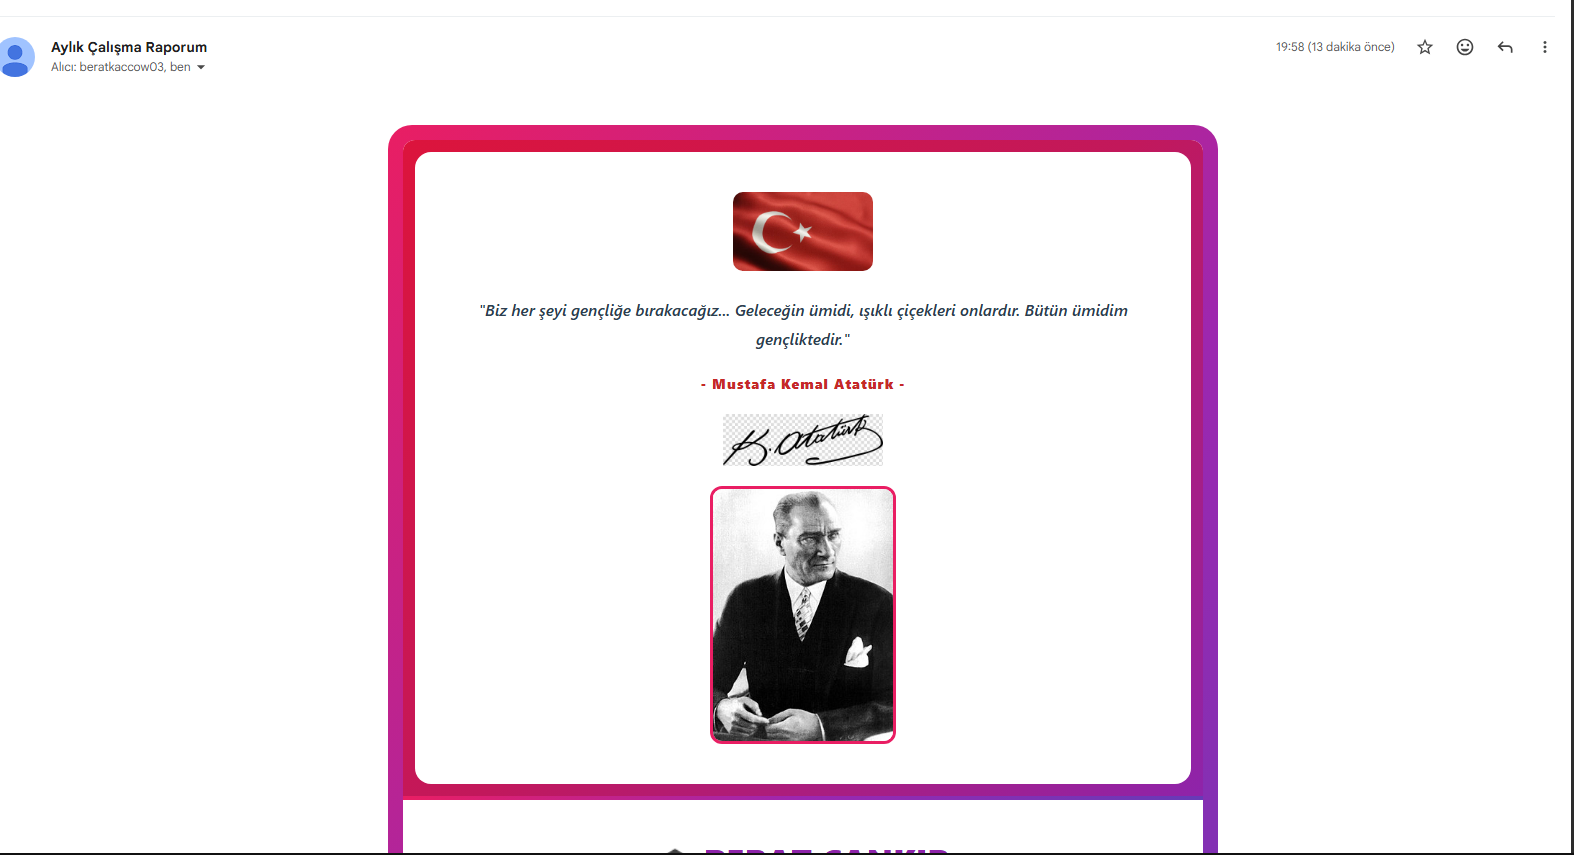 Aylık Çalışma Raporum
19:58 (13 dakika önce)
Alıcı: beratkaccow03, ben
"Biz her şeyi gençliğe bırakacağız... Geleceğin ümidi, ışıklı çiçekleri onlardır. Bütün ümidim
gençliktedir."
- Mustafa Kemal Atatürk -
K. Atatürk